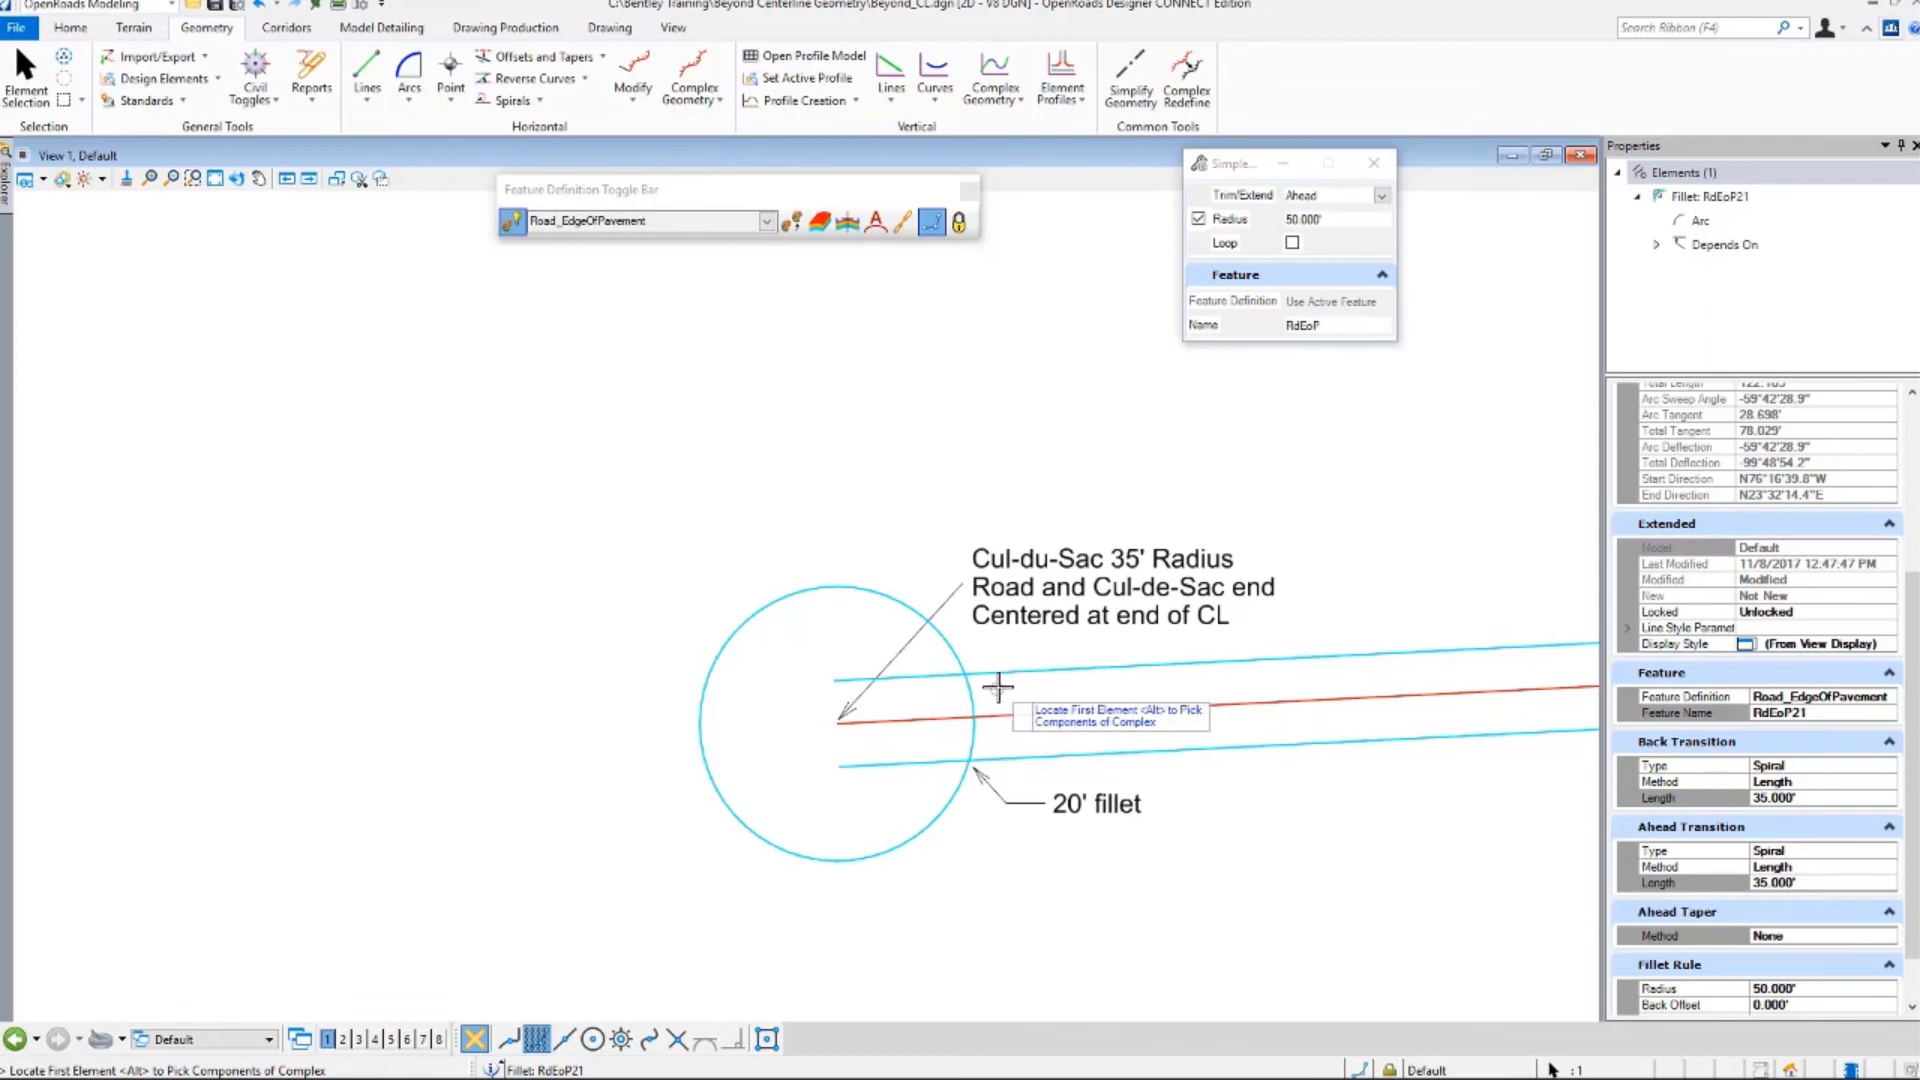 OpenRoads Modeling
C:\Bentley Training\Beyond Centerline Geometry\Beyond_CL.dgn [2D - V8 DGN] - OpenRoads Designer CONNECT Edition
File Home Terrain Geometry Corridors Model Detailing Drawing Production Drawing View
Search Ribbon (F4)
Element Selection
Selection
Import/Export
Design Elements
Standards
Civil Toggles
Reports
General Tools
Lines
Arcs
Point
Offsets and Tapers
Reverse Curves
Spirals
Modify
Complex Geometry
Horizontal
Open Profile Model
Set Active Profile
Profile Creation
Lines
Curves
Complex Geometry
Element Profiles
Vertical
Simplify Geometry
Complex Redefine
Common Tools
Explorer
View 1, Default
Feature Definition Toggle Bar
Road_EdgeOfPavement
Simple...
Trim/Extend Ahead
Radius 50.000'
Loop
Feature
Feature Definition Use Active Feature
Name RdEoP
Cul-du-Sac 35' Radius
Road and Cul-de-Sac end
Centered at end of CL
Locate First Element <Alt> to Pick
Components of Complex
20' fillet
Properties
Elements (1)
Fillet: RdEoP21
Arc
Depends On
Total Length
Arc Sweep Angle -59°42'28.9"
Arc Tangent 28.698'
Total Tangent 78.029'
Arc Deflection -59°42'28.9"
Total Deflection -99°48'54.2"
Start Direction N76°16'39.8"W
End Direction N23°32'14.4"E
Extended
Model Default
Last Modified 11/8/2017 12:47:47 PM
Modified Modified
New Not New
Locked Unlocked
Line Style Paramet
Display Style (From View Display)
Feature
Feature Definition Road_EdgeOfPavement
Feature Name RdEoP21
Back Transition
Type Spiral
Method Length
Length 35.000'
Ahead Transition
Type Spiral
Method Length
Length 35.000'
Ahead Taper
Method None
Fillet Rule
Radius 50.000'
Back Offset 0.000'
Default 1 2 3 4 5 6 7 8
> Locate First Element <Alt> to Pick Components of Complex
Fillet: RdEoP21
Default
: 1